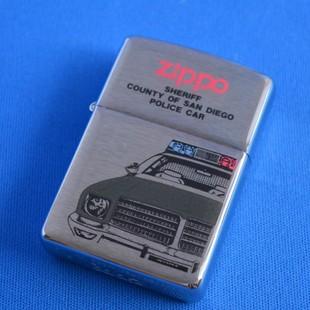 zippo
SHERIFF
COUNTY OF SAN DIEGO
POLICE CAR